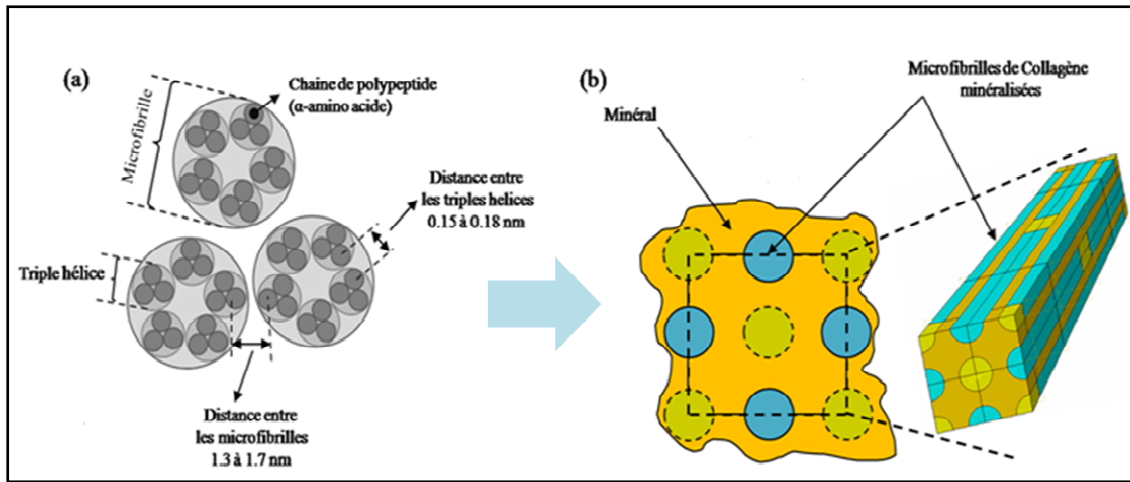 (a)
Chaine de polypeptide
(α-amino acide)
Microfibrille
Distance entre
les triples helices
0.15 à 0.18 nm
Triple hélice
Distance entre
les microfibrilles
1.3 à 1.7 nm
(b)
Microfibrilles de Collagène
minéralisées
Minéral